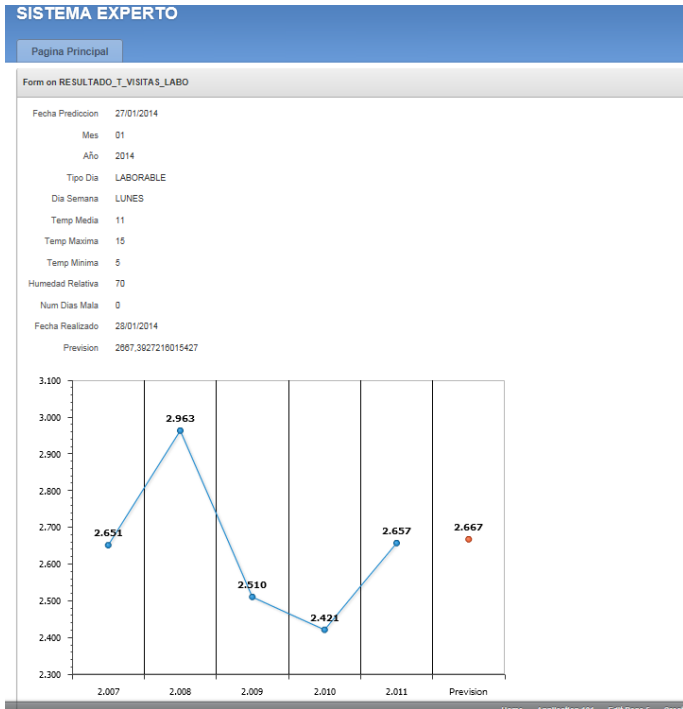 SISTEMA EXPERTO
Pagina Principal
Form on RESULTADO_T_VISITAS_LABO
Fecha Prediccion 27/01/2014
Mes 01
Año 2014
Tipo Dia LABORABLE
Dia Semana LUNES
Temp Media 11
Temp Maxima 15
Temp Minima 5
Humedad Relativa 70
Num Dias Mala 0
Fecha Realizado 28/01/2014
Prevision 2667,3927216015427
3.100
3.000
2.963
2.900
2.800
2.700
2.651
2.657
2.667
2.600
2.510
2.500
2.421
2.400
2.300
2.007 2.008 2.009 2.010 2.011 Prevision